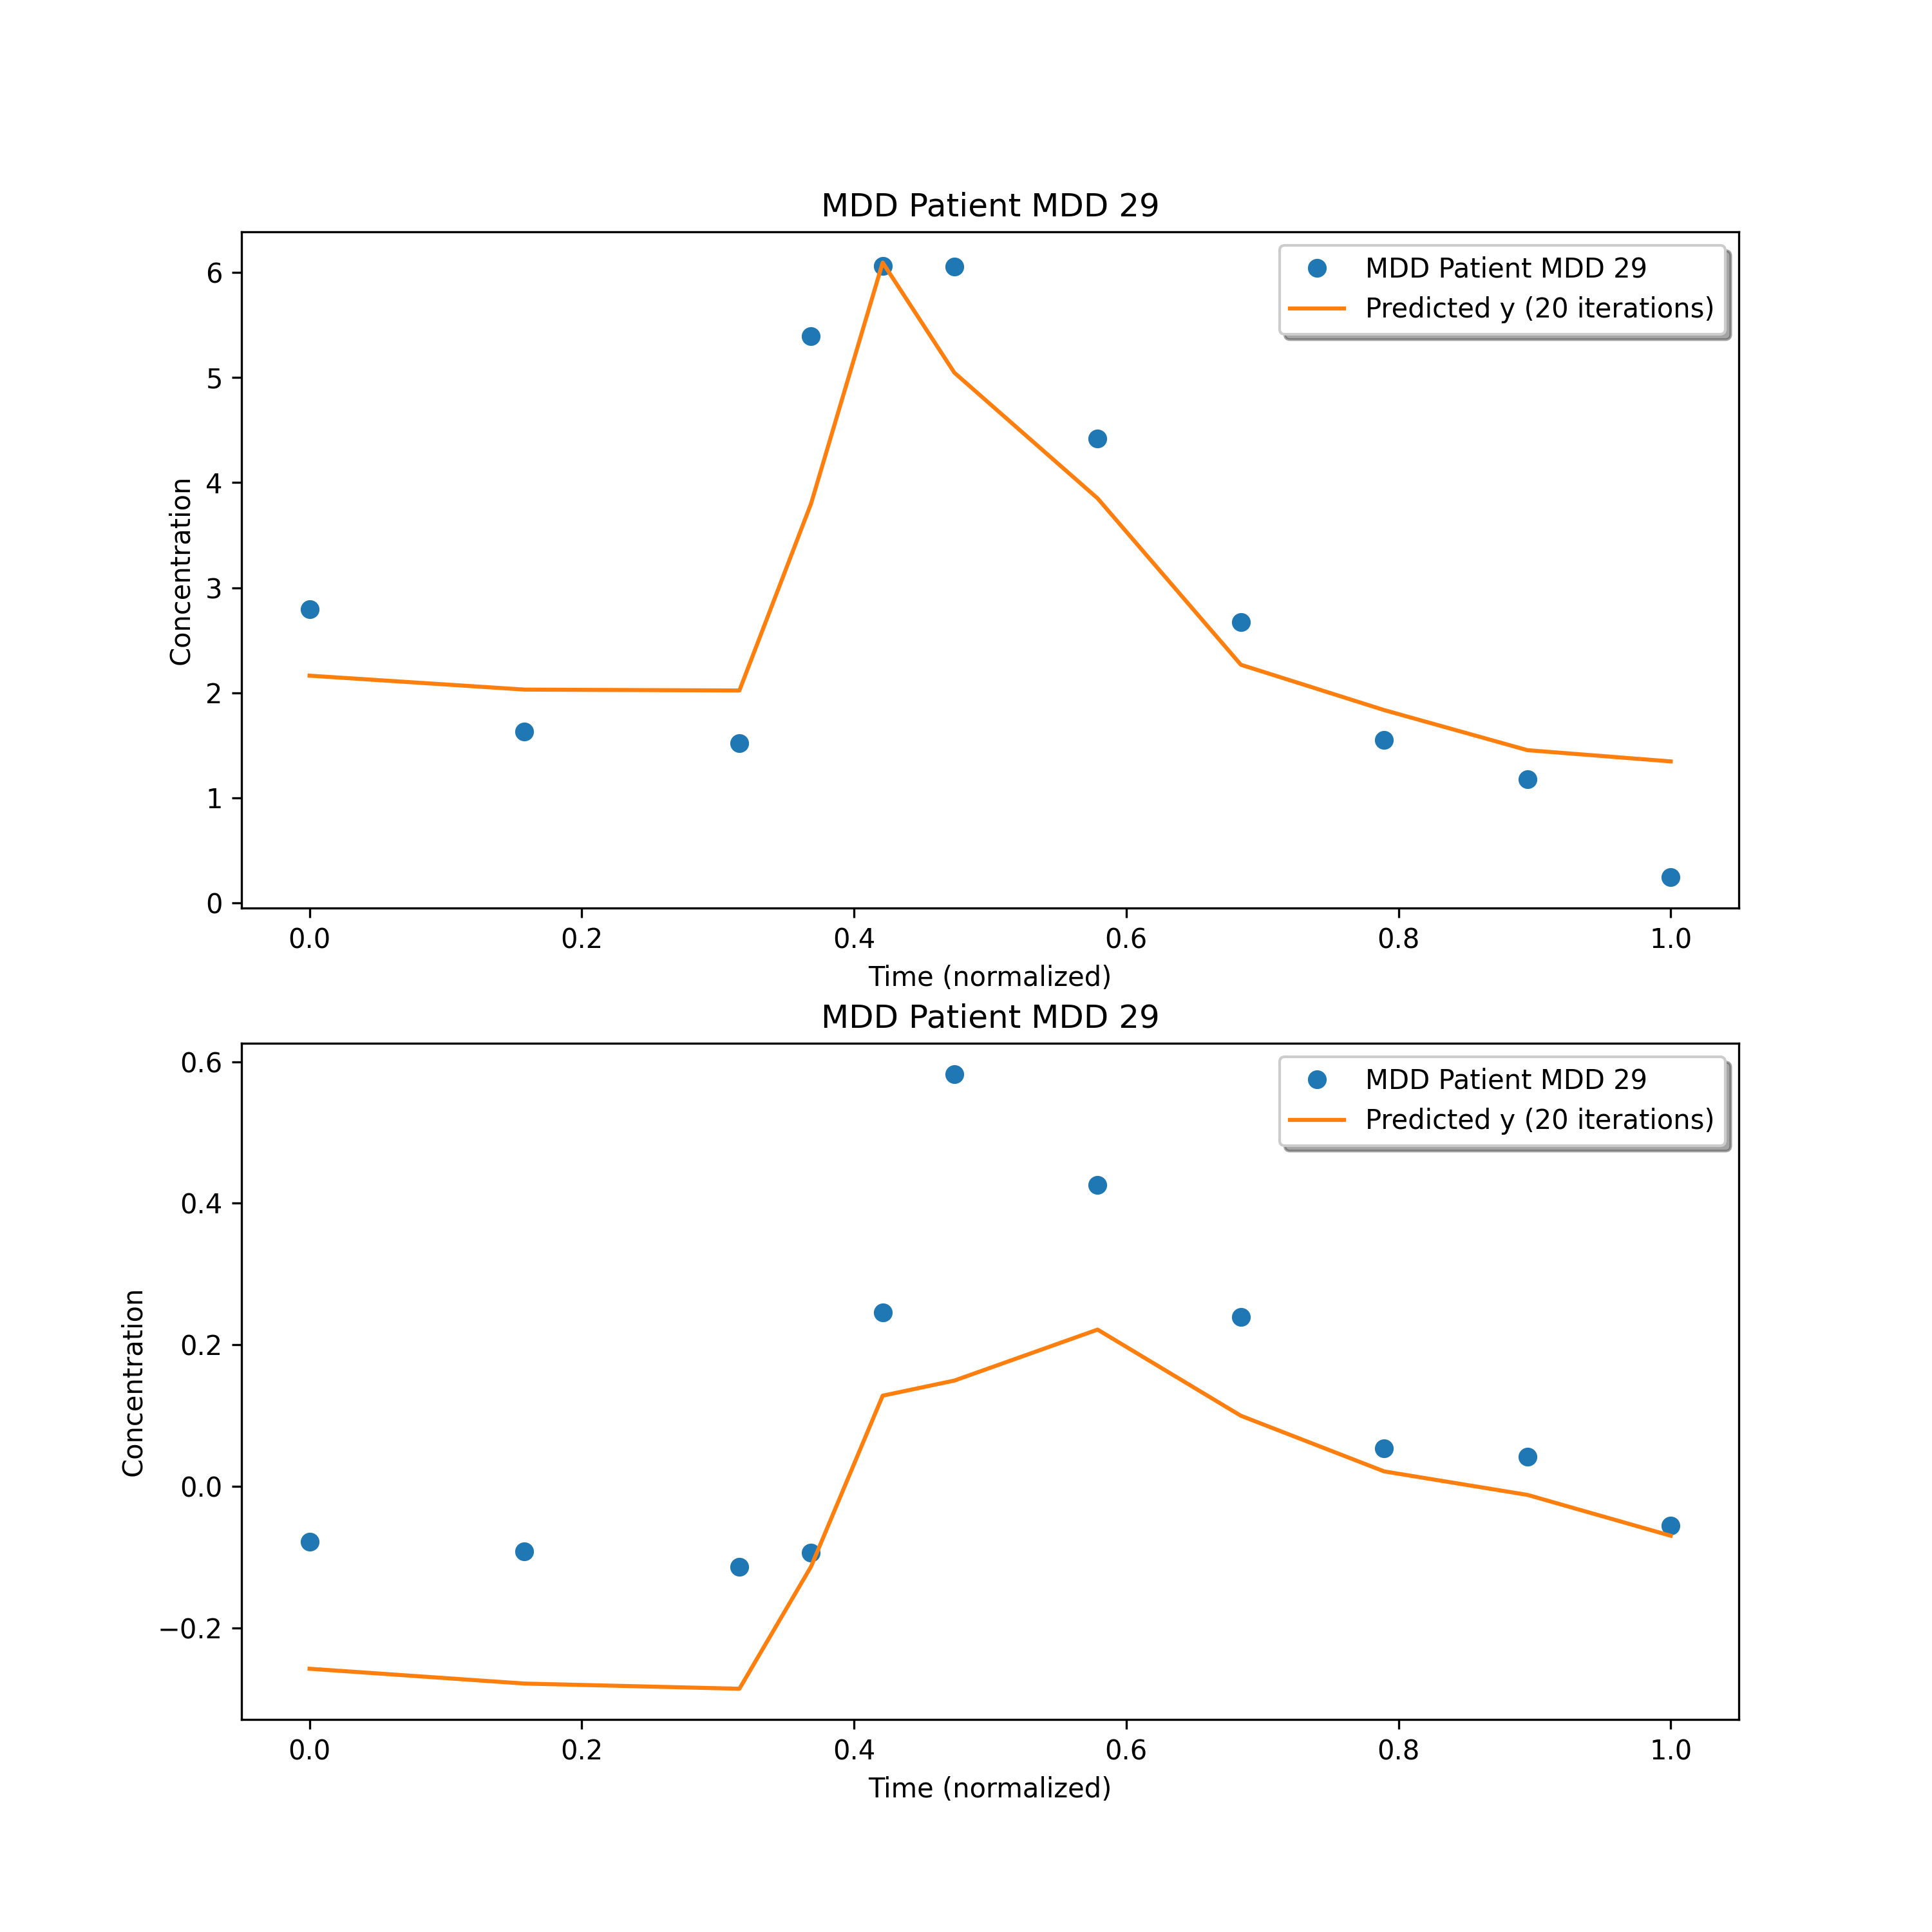 MDD Patient MDD 29
MDD Patient MDD 29
Predicted y (20 iterations)
6
5
4
3
2
1
0
Concentration
0.0 0.2 0.4 0.6 0.8 1.0
Time (normalized)
MDD Patient MDD 29
MDD Patient MDD 29
Predicted y (20 iterations)
0.6
0.4
0.2
0.0
−0.2
Concentration
0.0 0.2 0.4 0.6 0.8 1.0
Time (normalized)